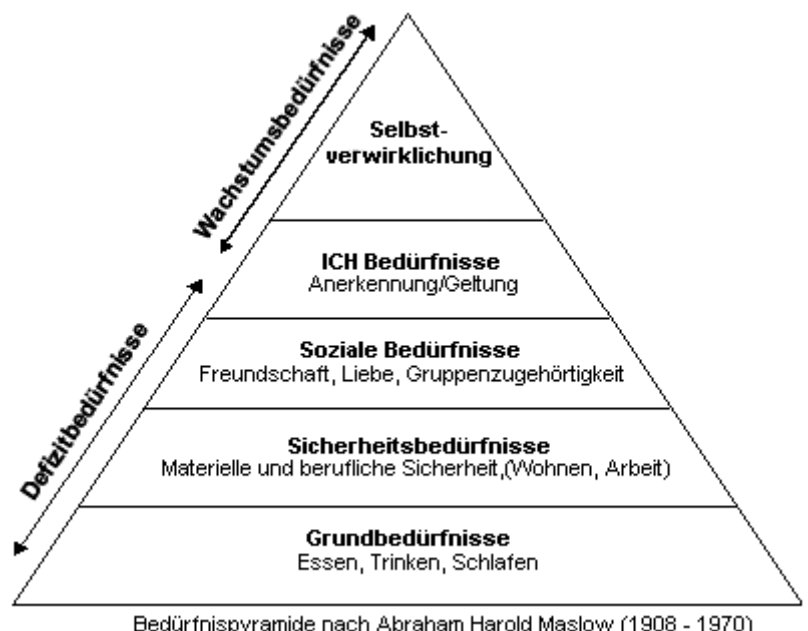 Wachstumsbedürfnisse
Defizitbedürfnisse
Selbst-
verwirklichung
ICH Bedürfnisse
Anerkennung/Geltung
Soziale Bedürfnisse
Freundschaft, Liebe, Gruppenzugehörtigkeit
Sicherheitsbedürfnisse
Materielle und berufliche Sicherheit,(Wohnen, Arbeit)
Grundbedürfnisse
Essen, Trinken, Schlafen
Bedürfnispyramide nach Abraham Harold Maslow (1908 - 1970)